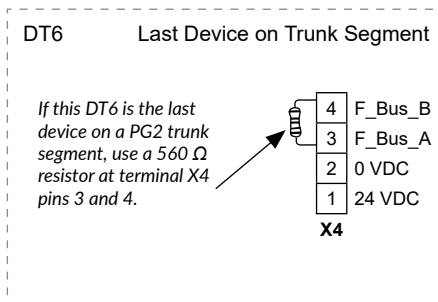 DT6 Last Device on Trunk Segment
If this DT6 is the last
device on a PG2 trunk
segment, use a 560 Ω
resistor at terminal X4
pins 3 and 4.
4 F_Bus_B
3 F_Bus_A
2 0 VDC
1 24 VDC
X4